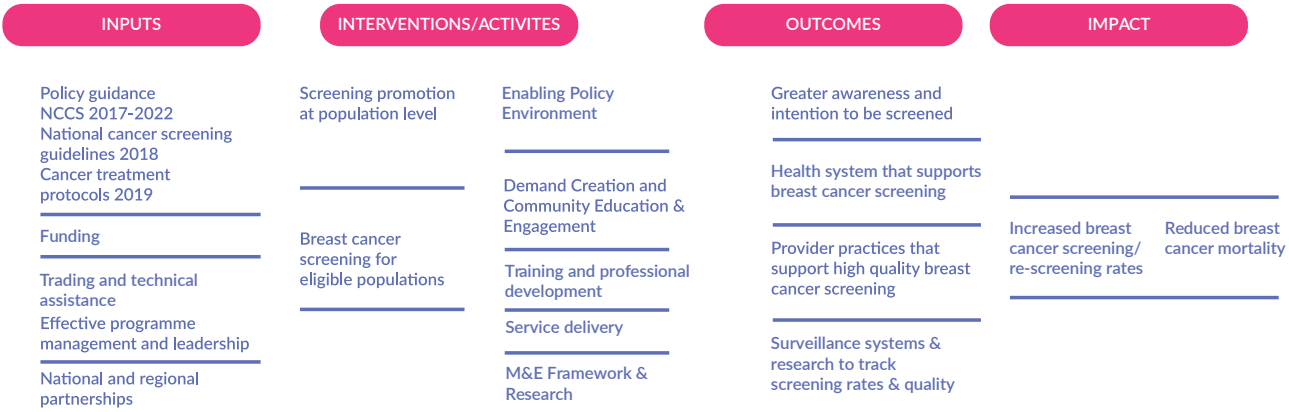 INPUTS
INTERVENTIONS/ACTIVITES
OUTCOMES
IMPACT
Policy guidance
NCCS 2017-2022
National cancer screening
guidelines 2018
Cancer treatment
protocols 2019
Funding
Trading and technical
assistance
Effective programme
management and leadership
National and regional
partnerships
Screening promotion
at population level
Breast cancer
screening for
eligible populations
Enabling Policy
Environment
Demand Creation and
Community Education &
Engagement
Training and professional
development
Service delivery
M&E Framework &
Research
Greater awareness and
intention to be screened
Health system that supports
breast cancer screening
Provider practices that
support high quality breast
cancer screening
Surveillance systems &
research to track
screening rates & quality
Increased breast
cancer screening/
re-screening rates
Reduced breast
cancer mortality